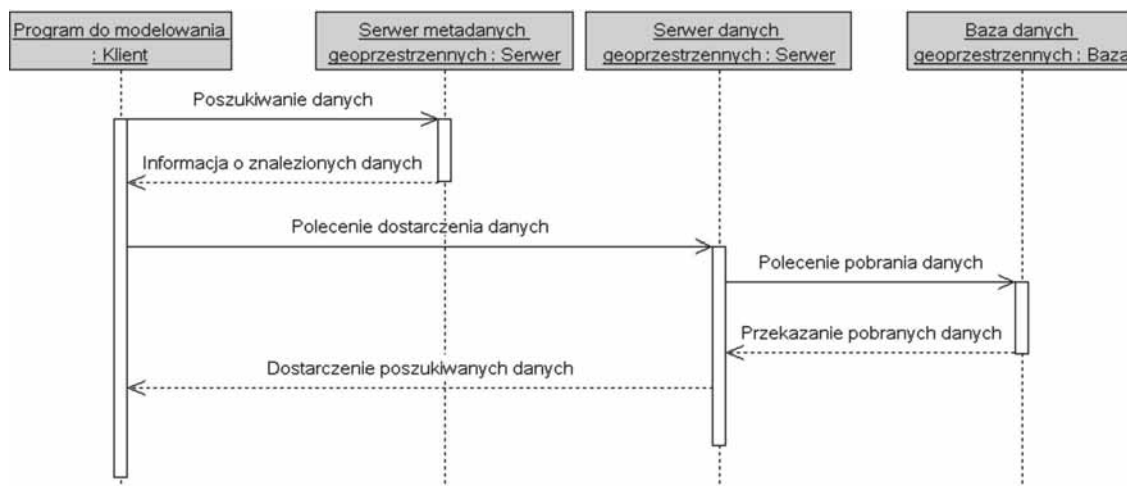 Program do modelowania
: Klient
Serwer metadanych
geoprzestrzennych : Serwer
Serwer danych
geoprzestrzennych : Serwer
Baza danych
geoprzestrzennych : Baza
Poszukiwanie danych
Informacja o znalezionych danych
Polecenie dostarczenia danych
Polecenie pobrania danych
Przekazanie pobranych danych
Dostarczenie poszukiwanych danych